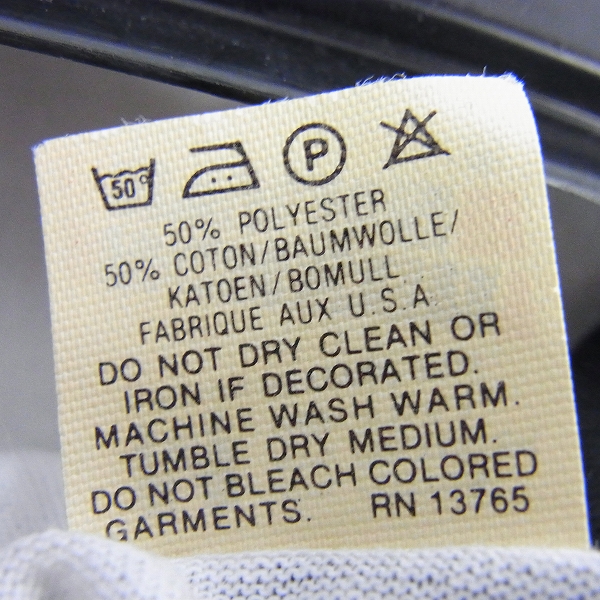 50° P
50% POLYESTER
50% COTON/BAUMWOLLE/
KATOEN/BOMULL
FABRIQUE AUX U.S.A.
DO NOT DRY CLEAN OR
IRON IF DECORATED.
MACHINE WASH WARM.
TUMBLE DRY MEDIUM.
DO NOT BLEACH COLORED
GARMENTS. RN 13765